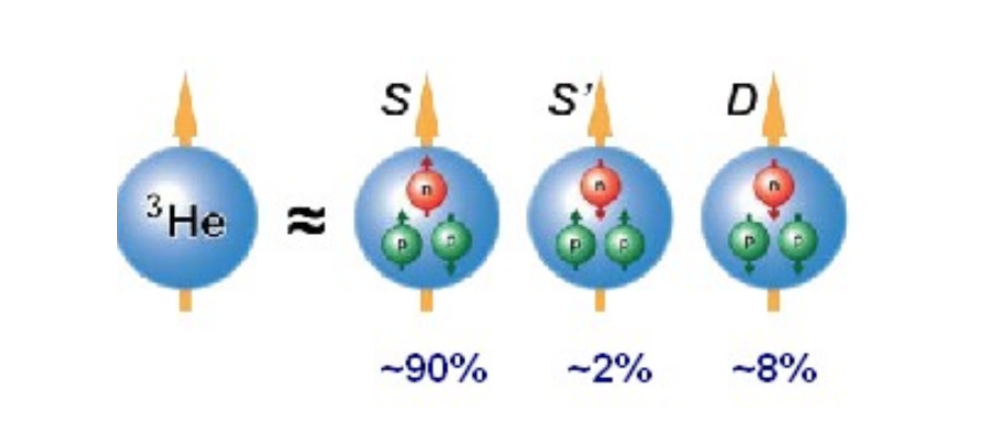 S S' D
³He ≈
n n n
p p p p p p
~90% ~2% ~8%